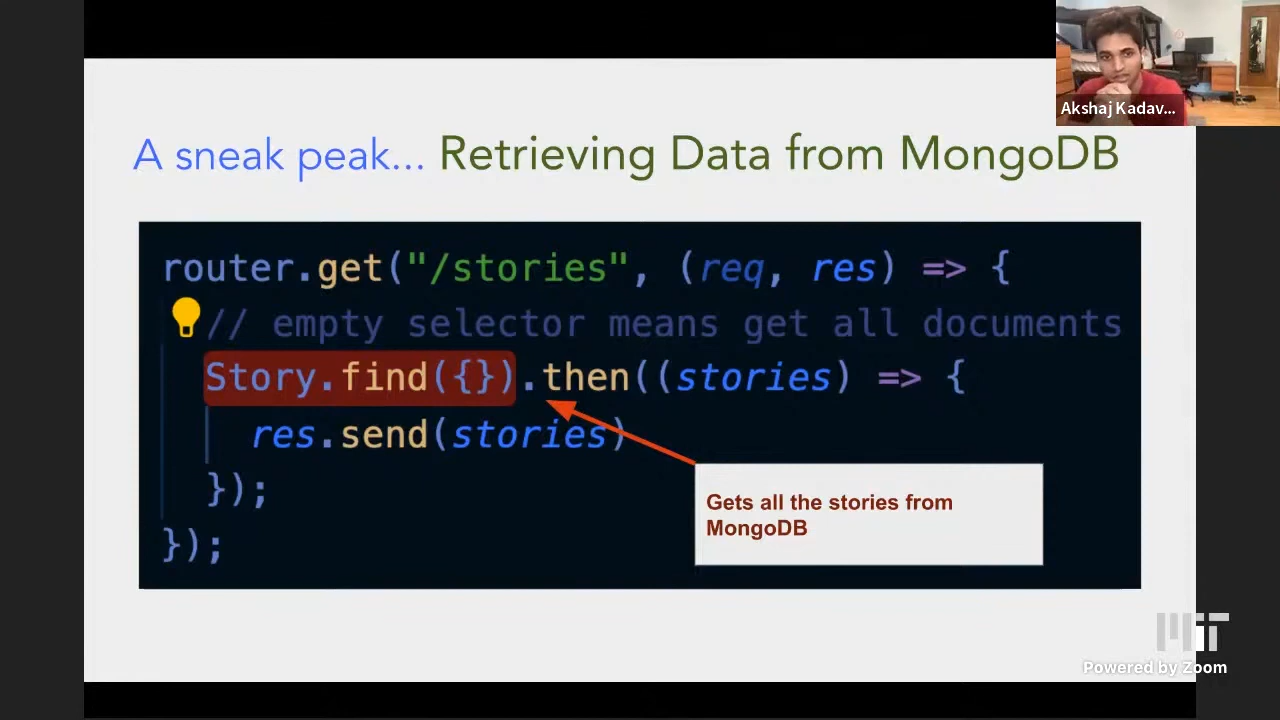 Akshaj Kadav...
A sneak peak... Retrieving Data from MongoDB
router.get("/stories", (req, res) => {
// empty selector means get all documents
Story.find({}).then((stories) => {
res.send(stories)
});
});
Gets all the stories from
MongoDB
MIT
Powered by Zoom